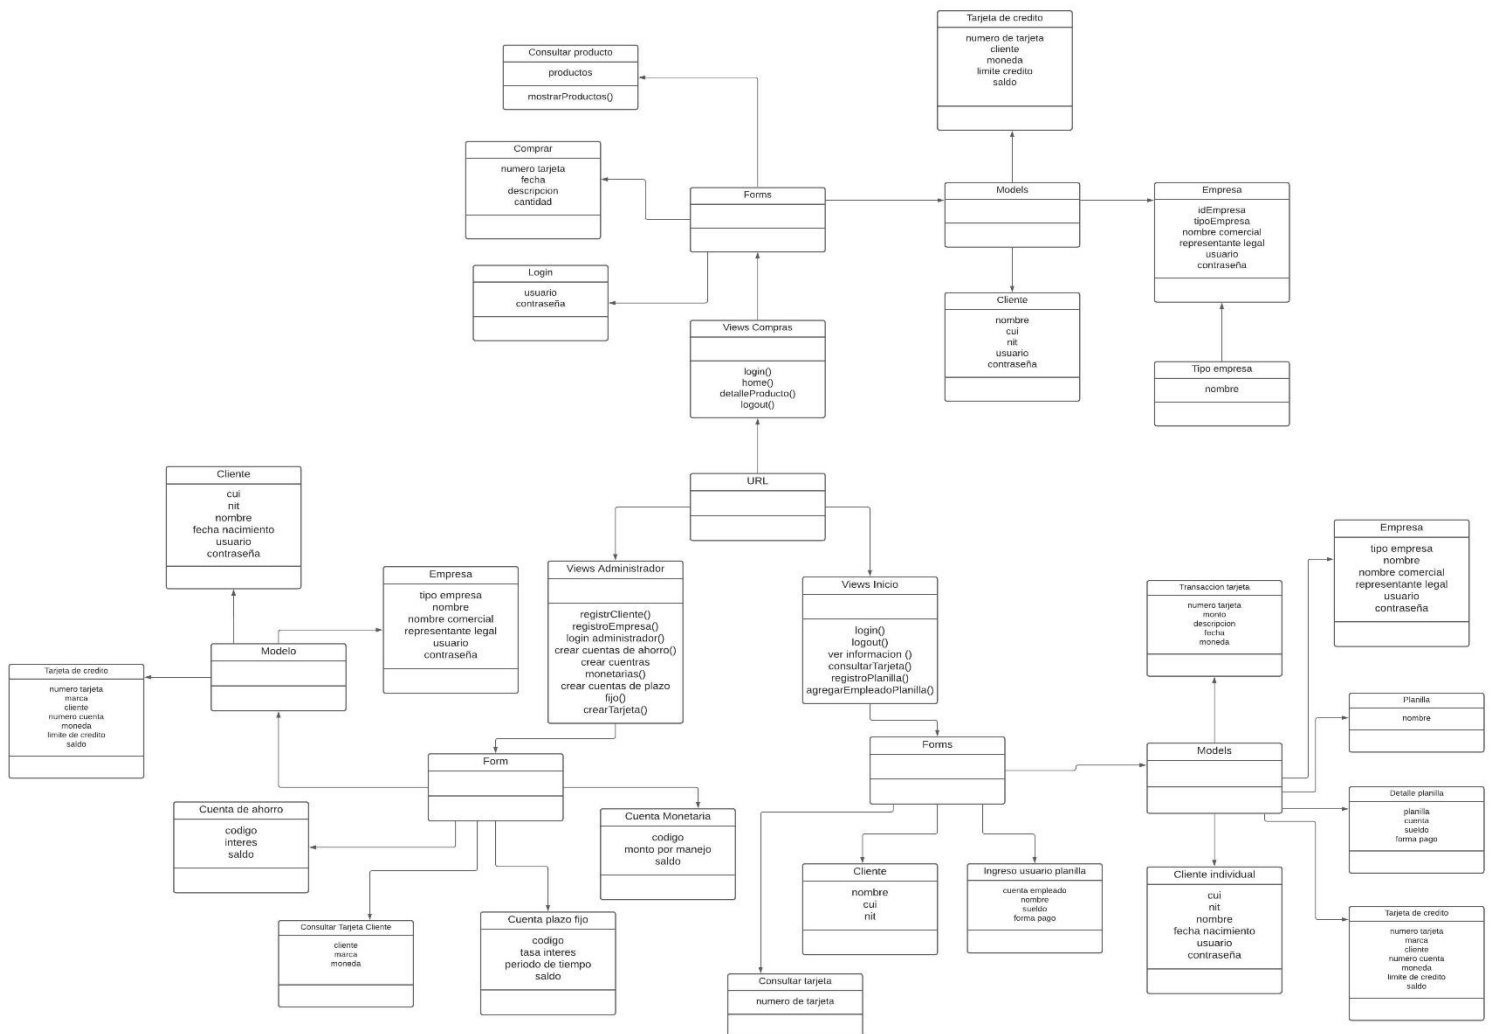 Tarjeta de credito
numero de tarjeta
cliente
moneda
limite credito
saldo
Consultar producto
productos
mostrarProductos()
Comprar
numero tarjeta
fecha
descripcion
cantidad
Forms
Models
Empresa
idEmpresa
tipoEmpresa
nombre comercial
representante legal
usuario
contraseña
Login
usuario
contraseña
Cliente
nombre
cui
nit
usuario
contraseña
Views Compras
login()
home()
detalleProducto()
logout()
Tipo empresa
nombre
URL
Cliente
cui
nit
nombre
fecha nacimiento
usuario
contraseña
Empresa
tipo empresa
nombre
nombre comercial
representante legal
usuario
contraseña
Views Administrador
registrCliente()
registroEmpresa()
login administrador()
crear cuentas de ahorro()
crear cuentras
monetarias()
crear cuentas de plazo
fijo()
crearTarjeta()
Views Inicio
login()
logout()
ver informacion ()
consultarTarjeta()
registroPlanilla()
agregarEmpleadoPlanilla()
Transaccion tarjeta
numero tarjeta
monto
descripcion
fecha
moneda
Empresa
tipo empresa
nombre
nombre comercial
representante legal
usuario
contraseña
Modelo
Tarjeta de credito
numero tarjeta
marca
cliente
numero cuenta
moneda
limite de credito
saldo
Planilla
nombre
Forms
Models
Form
Cuenta de ahorro
codigo
interes
saldo
Cuenta Monetaria
codigo
monto por manejo
saldo
Detalle planilla
planilla
cuenta
sueldo
forma pago
Cliente
nombre
cui
nit
Ingreso usuario planilla
cuenta empleado
nombre
sueldo
forma pago
Cliente individual
cui
nit
nombre
fecha nacimiento
usuario
contraseña
Tarjeta de credito
numero tarjeta
marca
cliente
numero cuenta
moneda
limite de credito
saldo
Consultar Tarjeta Cliente
cliente
marca
moneda
Cuenta plazo fijo
codigo
tasa interes
periodo de tiempo
saldo
Consultar tarjeta
numero de tarjeta